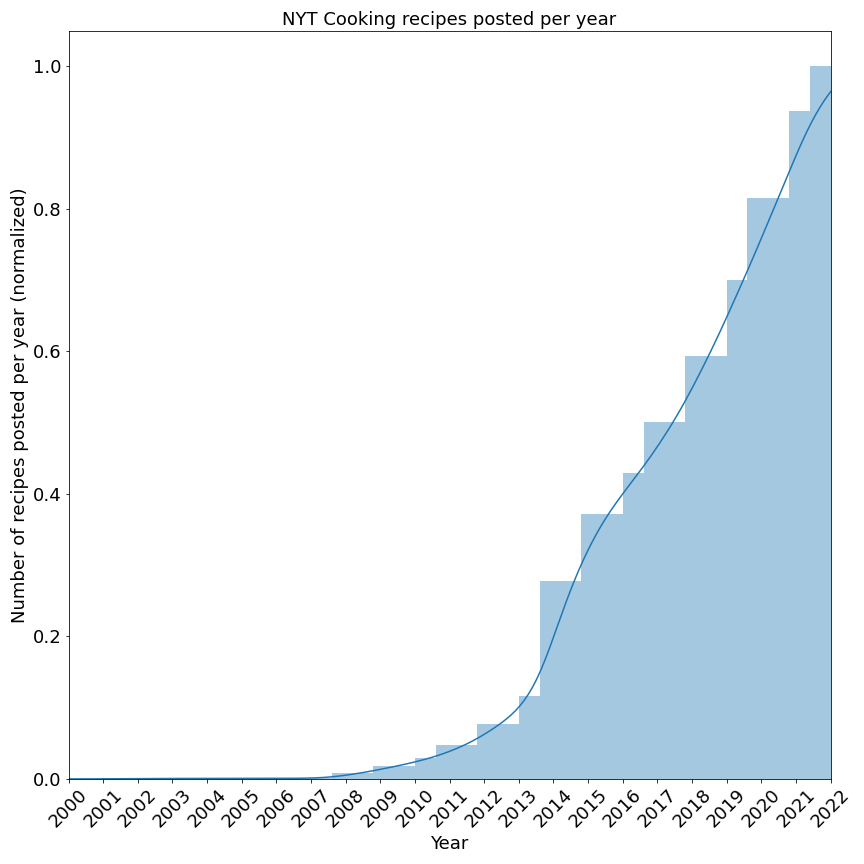 NYT Cooking recipes posted per year
Number of recipes posted per year (normalized)
1.0
0.8
0.6
0.4
0.2
0.0
2000 2001 2002 2003 2004 2005 2006 2007 2008 2009 2010 2011 2012 2013 2014 2015 2016 2017 2018 2019 2020 2021 2022
Year